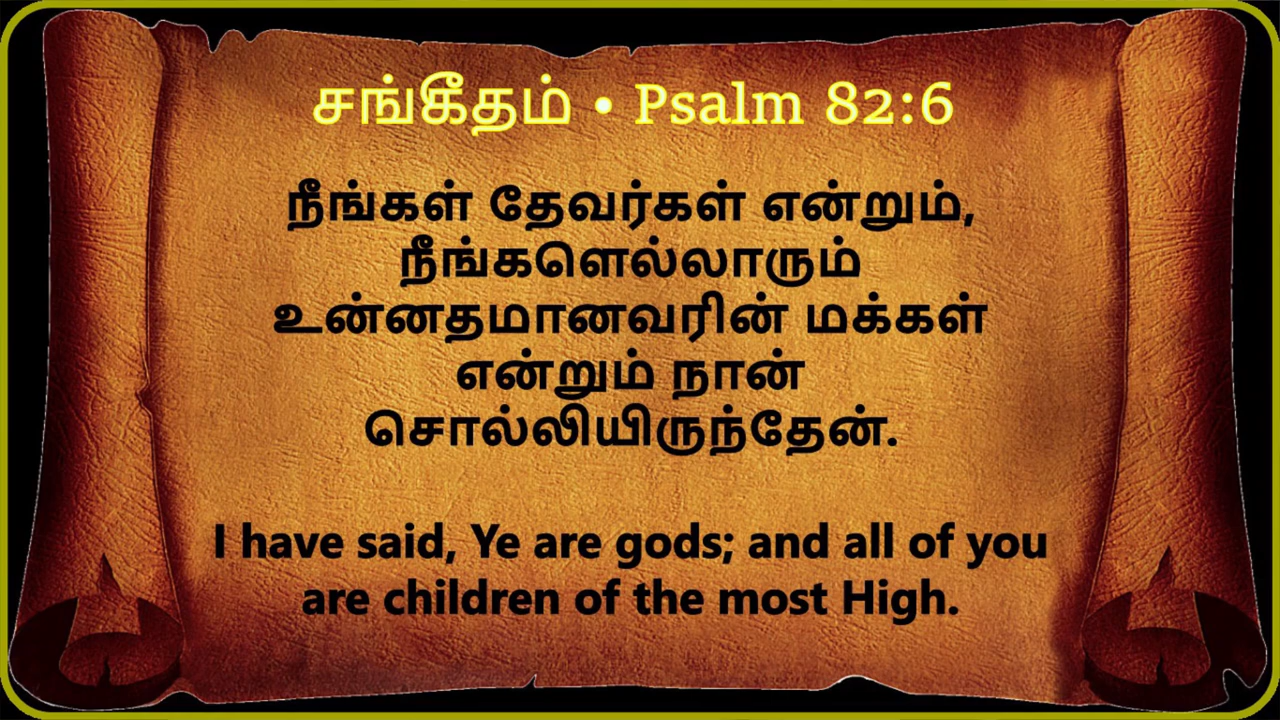 சங்கீதம் • Psalm 82:6
நீங்கள் தேவர்கள் என்றும்,
நீங்களெல்லாரும்
உன்னதமானவரின் மக்கள்
என்றும் நான்
சொல்லியிருந்தேன்.
I have said, Ye are gods; and all of you
are children of the most High.